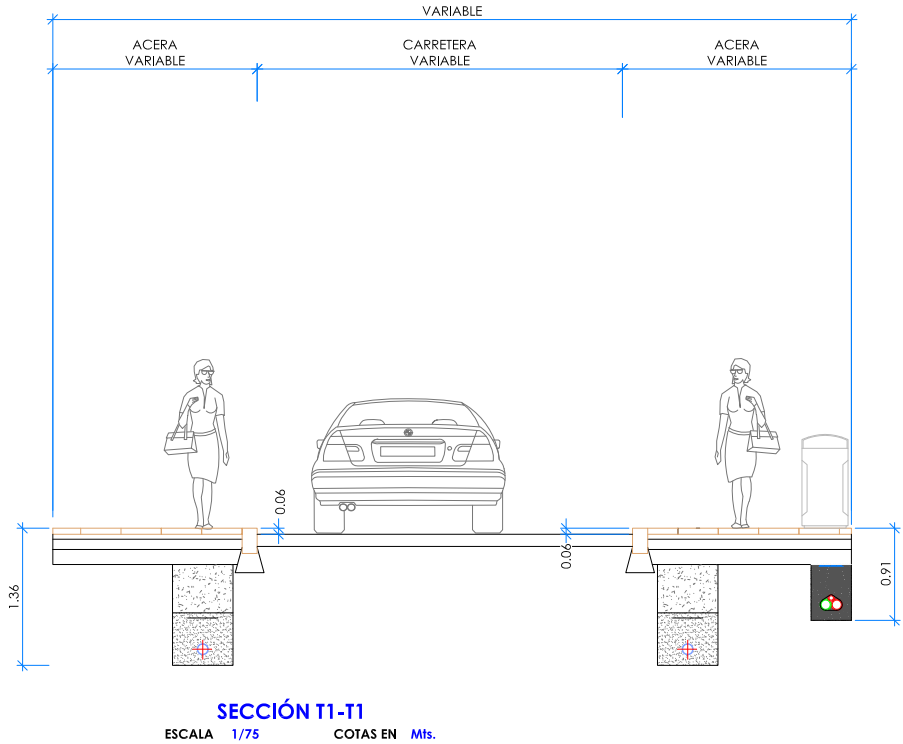 VARIABLE
ACERA
VARIABLE
CARRETERA
VARIABLE
ACERA
VARIABLE
0.06
0.06
1.36
0.91
SECCIÓN T1-T1
ESCALA 1/75 COTAS EN Mts.